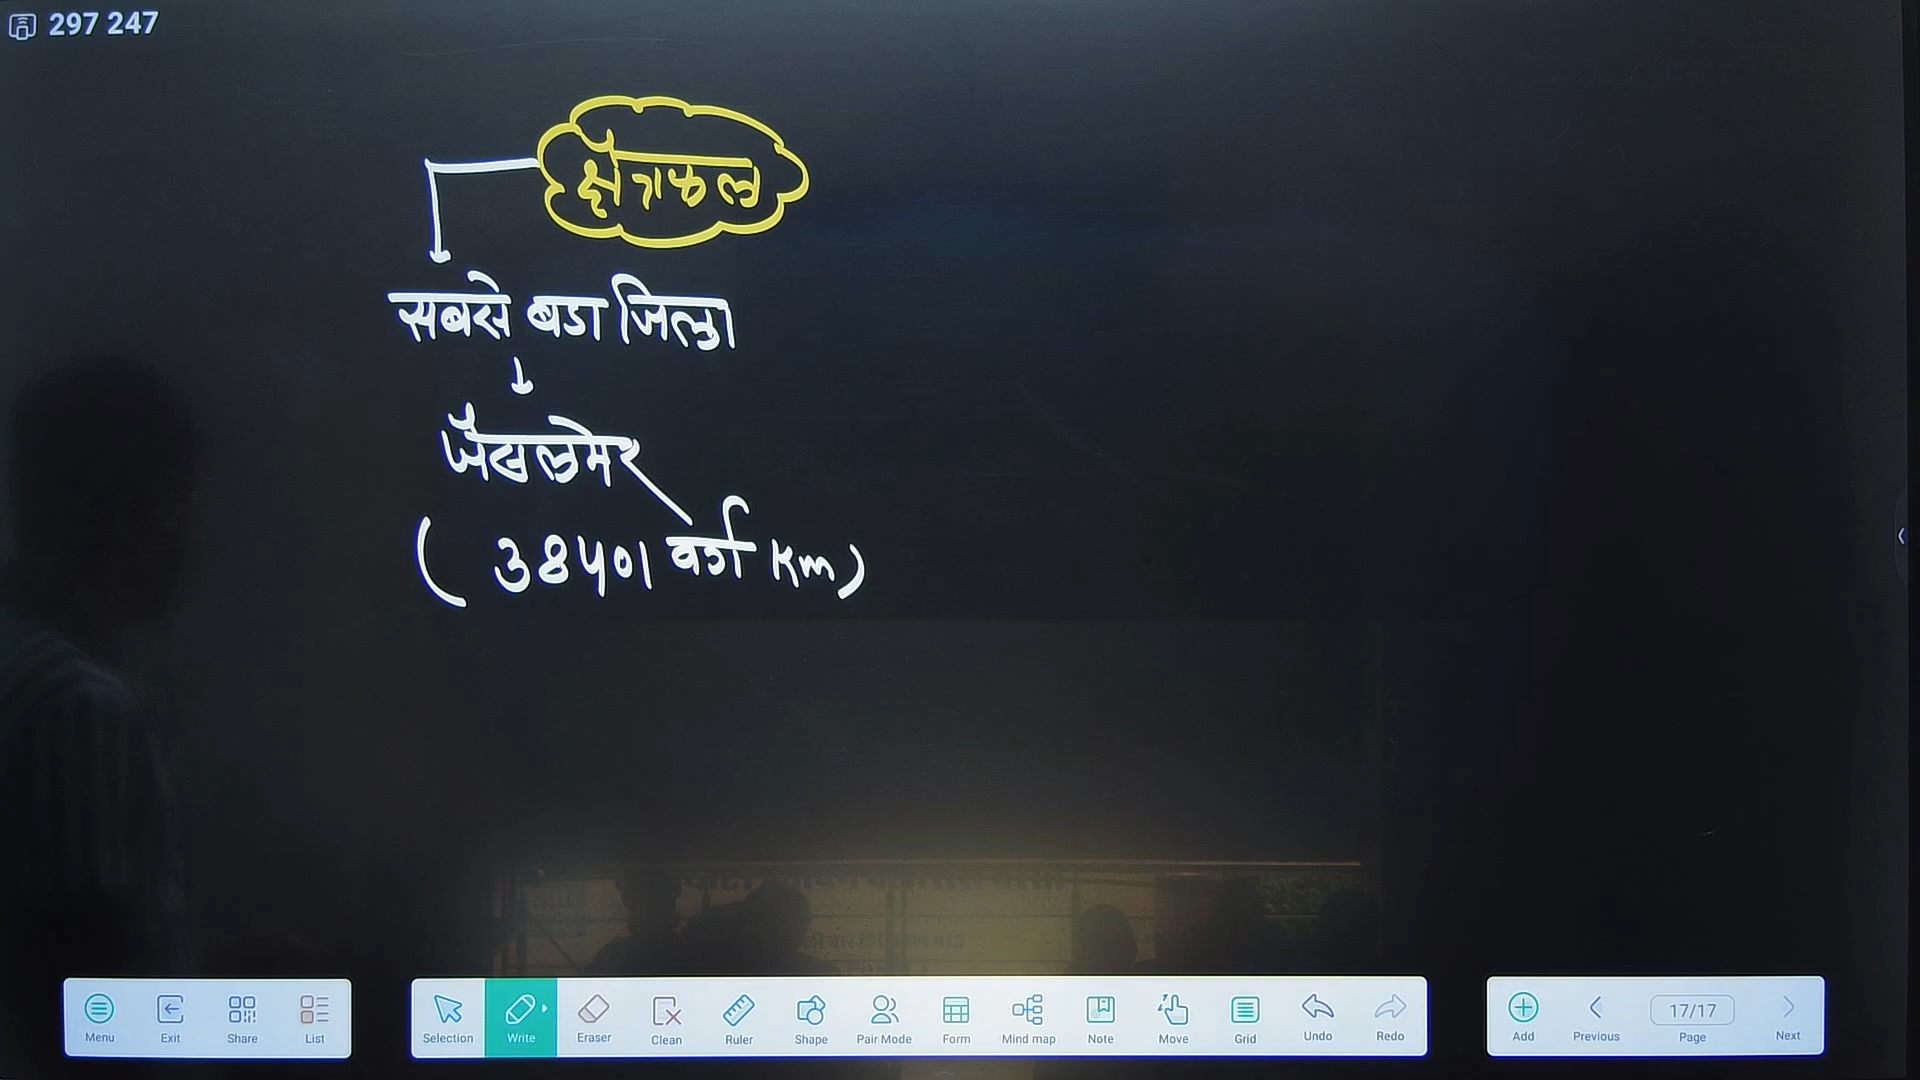 297 247
क्षेत्रफल
सबसे बडा जिला
जैसलमेर
( 38401 वर्ग Km )
Menu Exit Share List
Selection Write Eraser Clean Ruler Shape Pair Mode Form Mind map Note Move Grid Undo Redo
Add Previous 17/17 Page Next